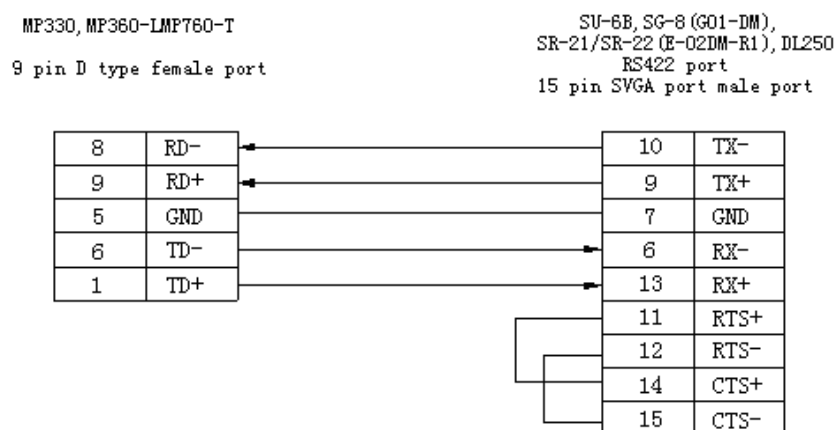 MP330, MP360-LMP760-T
9 pin D type female port
SU-6B, SG-8(G01-DM),
SR-21/SR-22(E-02DM-R1), DL250
RS422 port
15 pin SVGA port male port
8 RD- 10 TX-
9 RD+ 9 TX+
5 GND 7 GND
6 TD- 6 RX-
1 TD+ 13 RX+
11 RTS+
12 RTS-
14 CTS+
15 CTS-